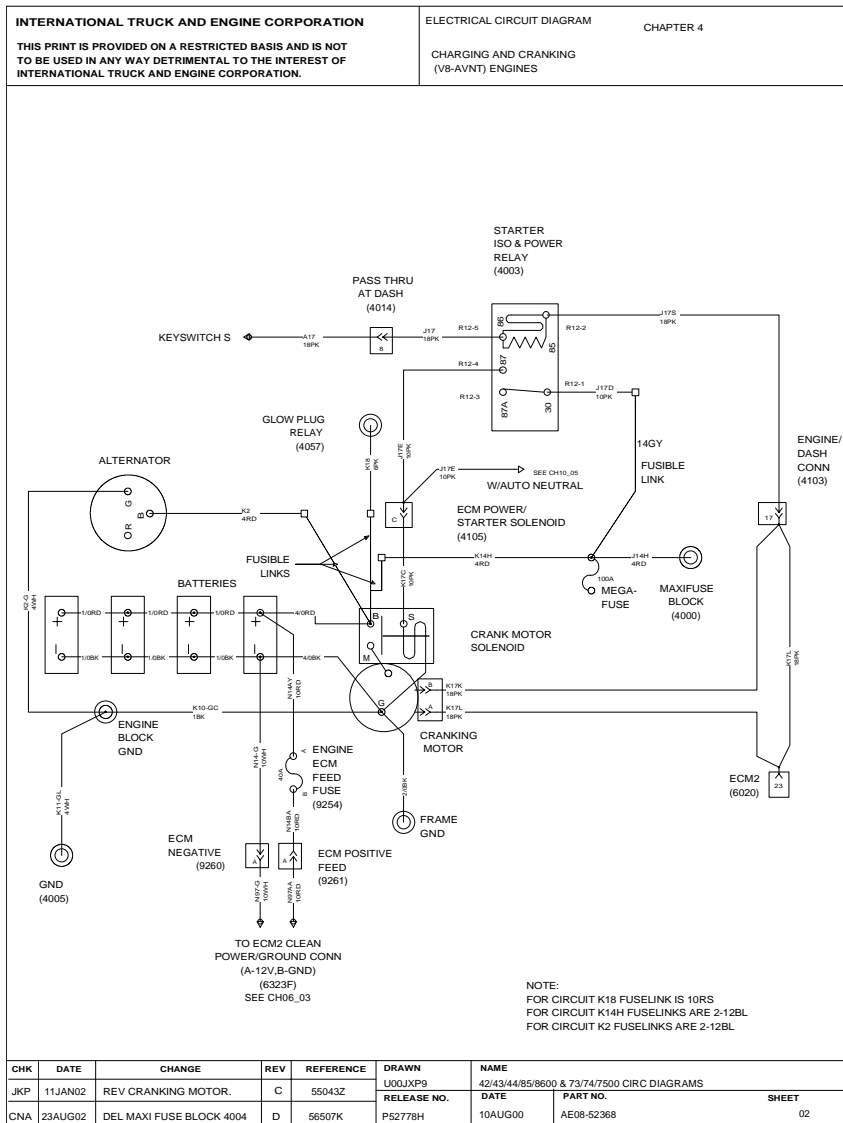 INTERNATIONAL TRUCK AND ENGINE CORPORATION
THIS PRINT IS PROVIDED ON A RESTRICTED BASIS AND IS NOT
TO BE USED IN ANY WAY DETRIMENTAL TO THE INTEREST OF
INTERNATIONAL TRUCK AND ENGINE CORPORATION.
ELECTRICAL CIRCUIT DIAGRAM
CHAPTER 4
CHARGING AND CRANKING
(V8-AVNT) ENGINES
STARTER
ISO & POWER
RELAY
(4003)
PASS THRU
AT DASH
(4014)
KEYSWITCH S
A17
18PK
B
J17
18PK
R12-5
86
85
R12-2
J17S
18PK
R12-4
87
R12-3
87A
30
R12-1
J17D
10PK
GLOW PLUG
RELAY
(4057)
K18
6PK
J17E
10PK
J17E
10PK
SEE CH10_05
W/AUTO NEUTRAL
14GY
FUSIBLE
LINK
ENGINE/
DASH
CONN
(4103)
17
ALTERNATOR
G
B
R
K2
4RD
C
ECM POWER/
STARTER SOLENOID
(4105)
FUSIBLE
LINKS
K17C
10PK
K14H
4RD
J14H
4RD
100A
MEGA-
FUSE
MAXIFUSE
BLOCK
(4000)
K2-G
4WH
BATTERIES
1/0RD
1/0RD
1/0RD
4/0RD
+
+
+
+
1/0BK
1/0BK
1/0BK
4/0BK
B
S
M
CRANK MOTOR
SOLENOID
N14AY
10RD
K17L
18PK
B
K17K
18PK
A
K17L
18PK
G
CRANKING
MOTOR
K10-GC
1BK
ENGINE
BLOCK
GND
K11-GL
4WH
GND
(4005)
N14-G
10WH
A
40A
B
ENGINE
ECM
FEED
FUSE
(9254)
N14BA
10RD
2/0BK
FRAME
GND
ECM2
(6020)
23
ECM
NEGATIVE
(9260)
A
A
ECM POSITIVE
FEED
(9261)
N97-G
10WH
N97AA
10RD
TO ECM2 CLEAN
POWER/GROUND CONN
(A-12V,B-GND)
(6323F)
SEE CH06_03
NOTE:
FOR CIRCUIT K18 FUSELINK IS 10RS
FOR CIRCUIT K14H FUSELINKS ARE 2-12BL
FOR CIRCUIT K2 FUSELINKS ARE 2-12BL
CHK DATE CHANGE REV REFERENCE
JKP 11JAN02 REV CRANKING MOTOR. C 55043Z
CNA 23AUG02 DEL MAXI FUSE BLOCK 4004 D 56507K
DRAWN
U00JXP9
RELEASE NO.
P52778H
NAME
42/43/44/85/8600 & 73/74/7500 CIRC DIAGRAMS
DATE
10AUG00
PART NO.
AE08-52368
SHEET
02